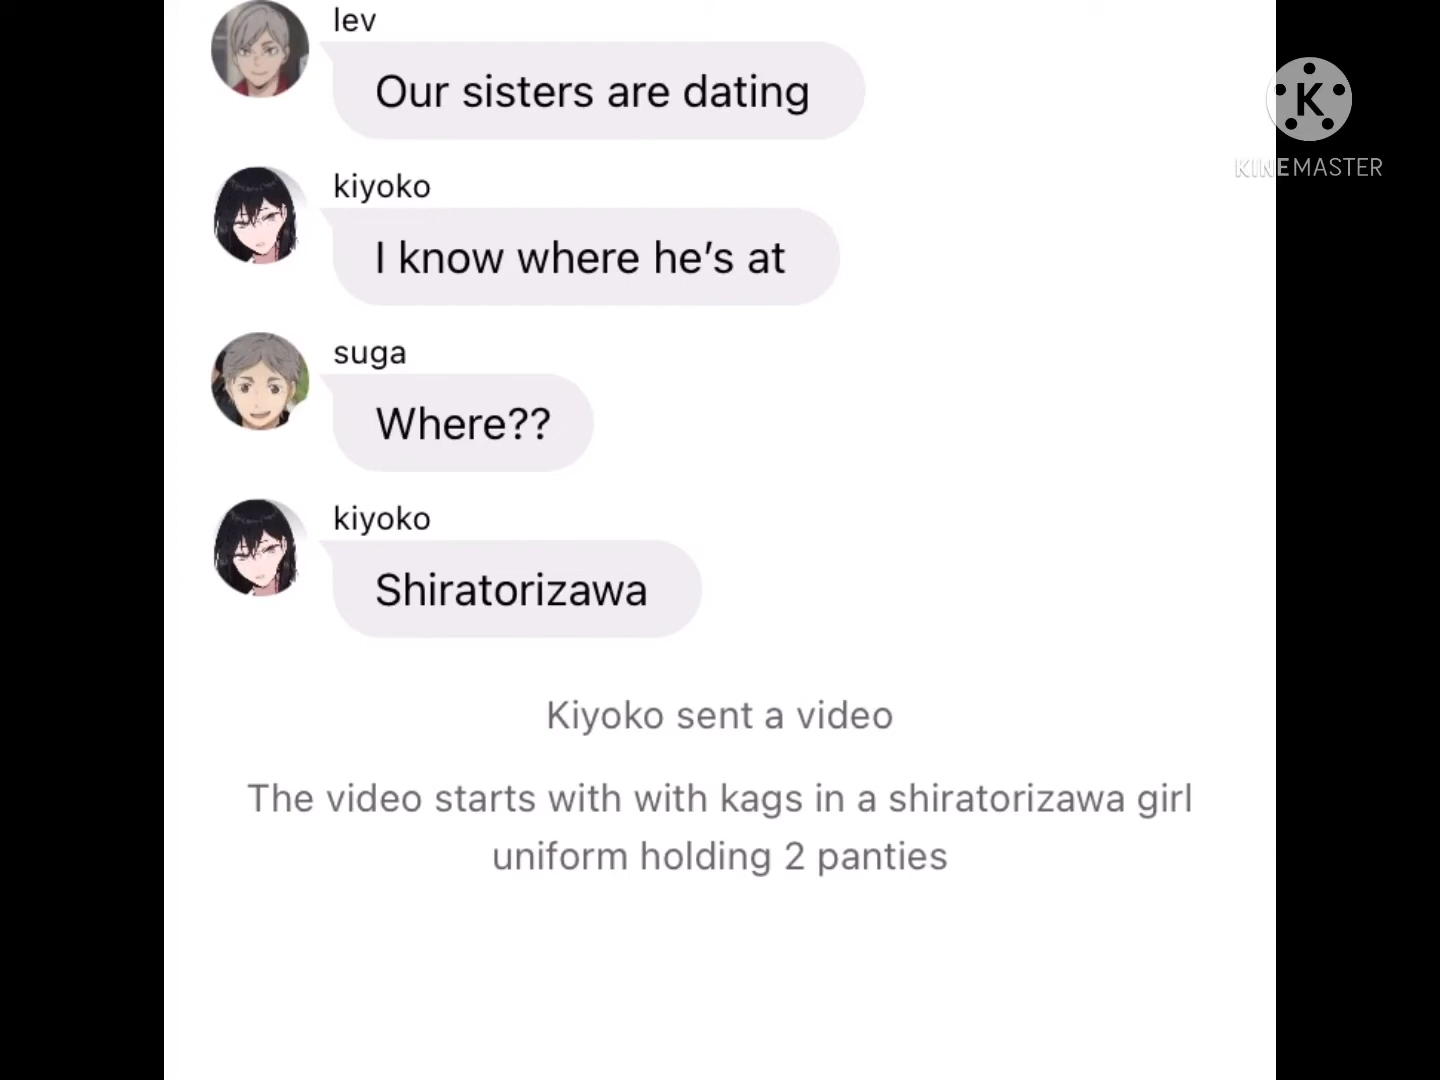 lev
Our sisters are dating
kiyoko
I know where he's at
suga
Where??
kiyoko
Shiratorizawa
Kiyoko sent a video
The video starts with with kags in a shiratorizawa girl
uniform holding 2 panties
K
KINEMASTER